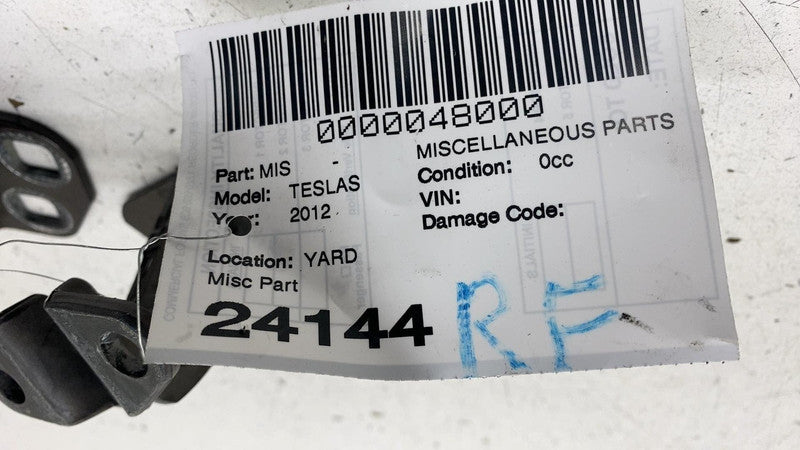 0000048000
Part: MIS -
MISCELLANEOUS PARTS
Model: TESLAS
Condition: 0cc
Year: 2012
VIN:
Damage Code:
Location: YARD
Misc Part
24144
RF